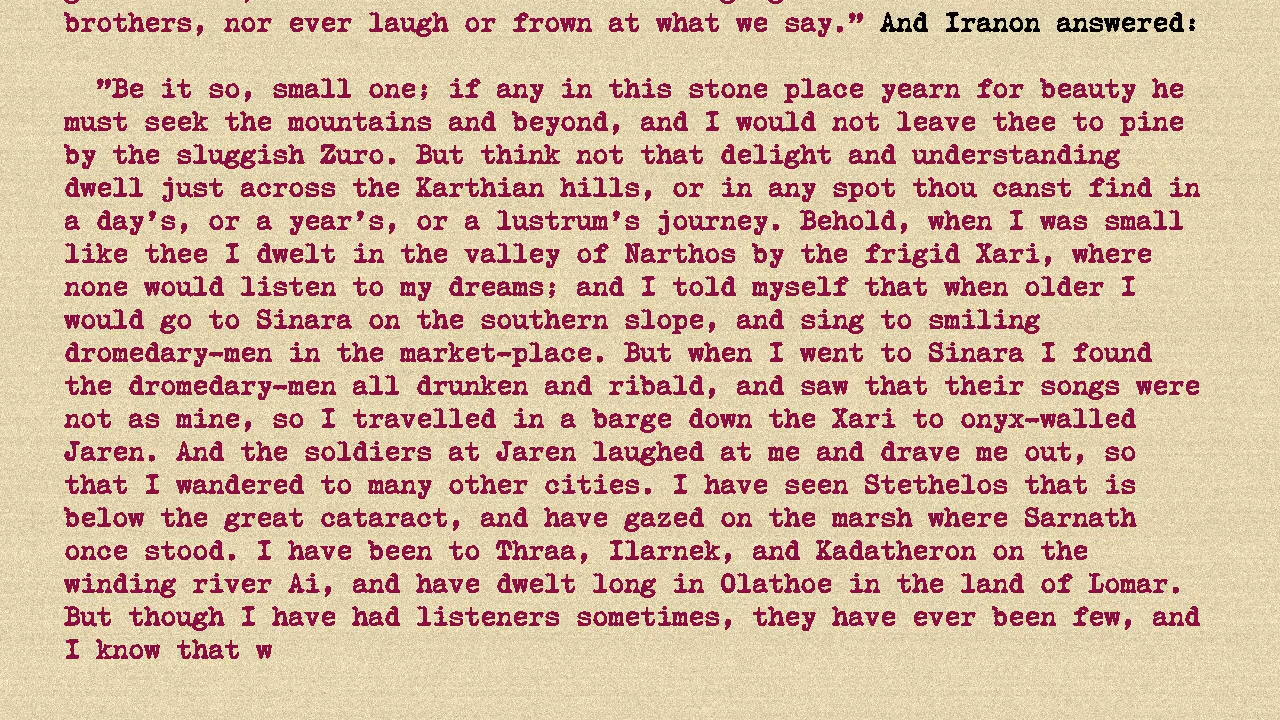 brothers, nor ever laugh or frown at what we say.” And Iranon answered:
”Be it so, small one; if any in this stone place yearn for beauty he
must seek the mountains and beyond, and I would not leave thee to pine
by the sluggish Zuro. But think not that delight and understanding
dwell just across the Karthian hills, or in any spot thou canst find in
a day’s, or a year’s, or a lustrum’s journey. Behold, when I was small
like thee I dwelt in the valley of Narthos by the frigid Xari, where
none would listen to my dreams; and I told myself that when older I
would go to Sinara on the southern slope, and sing to smiling
dromedary-men in the market-place. But when I went to Sinara I found
the dromedary-men all drunken and ribald, and saw that their songs were
not as mine, so I travelled in a barge down the Xari to onyx-walled
Jaren. And the soldiers at Jaren laughed at me and drave me out, so
that I wandered to many other cities. I have seen Stethelos that is
below the great cataract, and have gazed on the marsh where Sarnath
once stood. I have been to Thraa, Ilarnek, and Kadatheron on the
winding river Ai, and have dwelt long in Olathoe in the land of Lomar.
But though I have had listeners sometimes, they have ever been few, and
I know that w